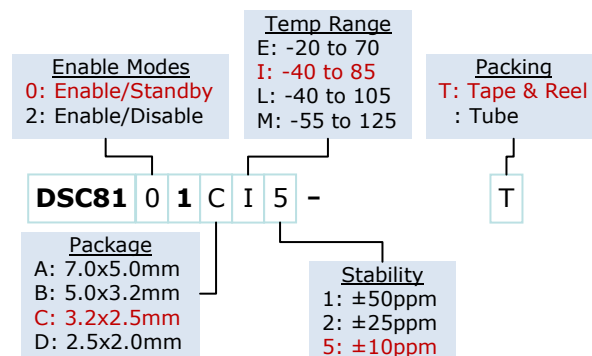 Temp Range
E: -20 to 70
I: -40 to 85
L: -40 to 105
M: -55 to 125
Enable Modes
0: Enable/Standby
2: Enable/Disable
Packing
T: Tape & Reel
: Tube
DSC81 0 1 C I 5 - T
Package
A: 7.0x5.0mm
B: 5.0x3.2mm
C: 3.2x2.5mm
D: 2.5x2.0mm
Stability
1: ±50ppm
2: ±25ppm
5: ±10ppm